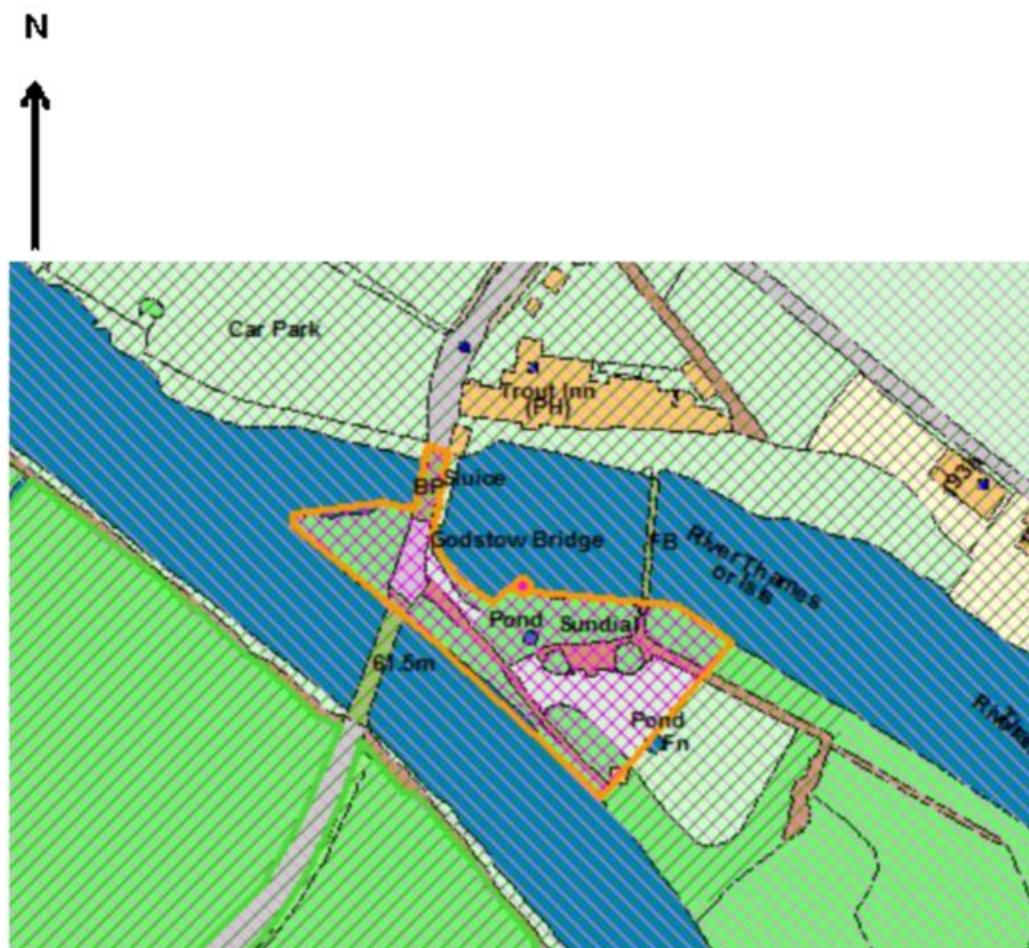 N
Car Park
Trout Inn
(PH)
Sluice
BP
Godstow Bridge
FB
River Thames
or Isis
193
Pond
Sundial
61.5m
Pond
Fn